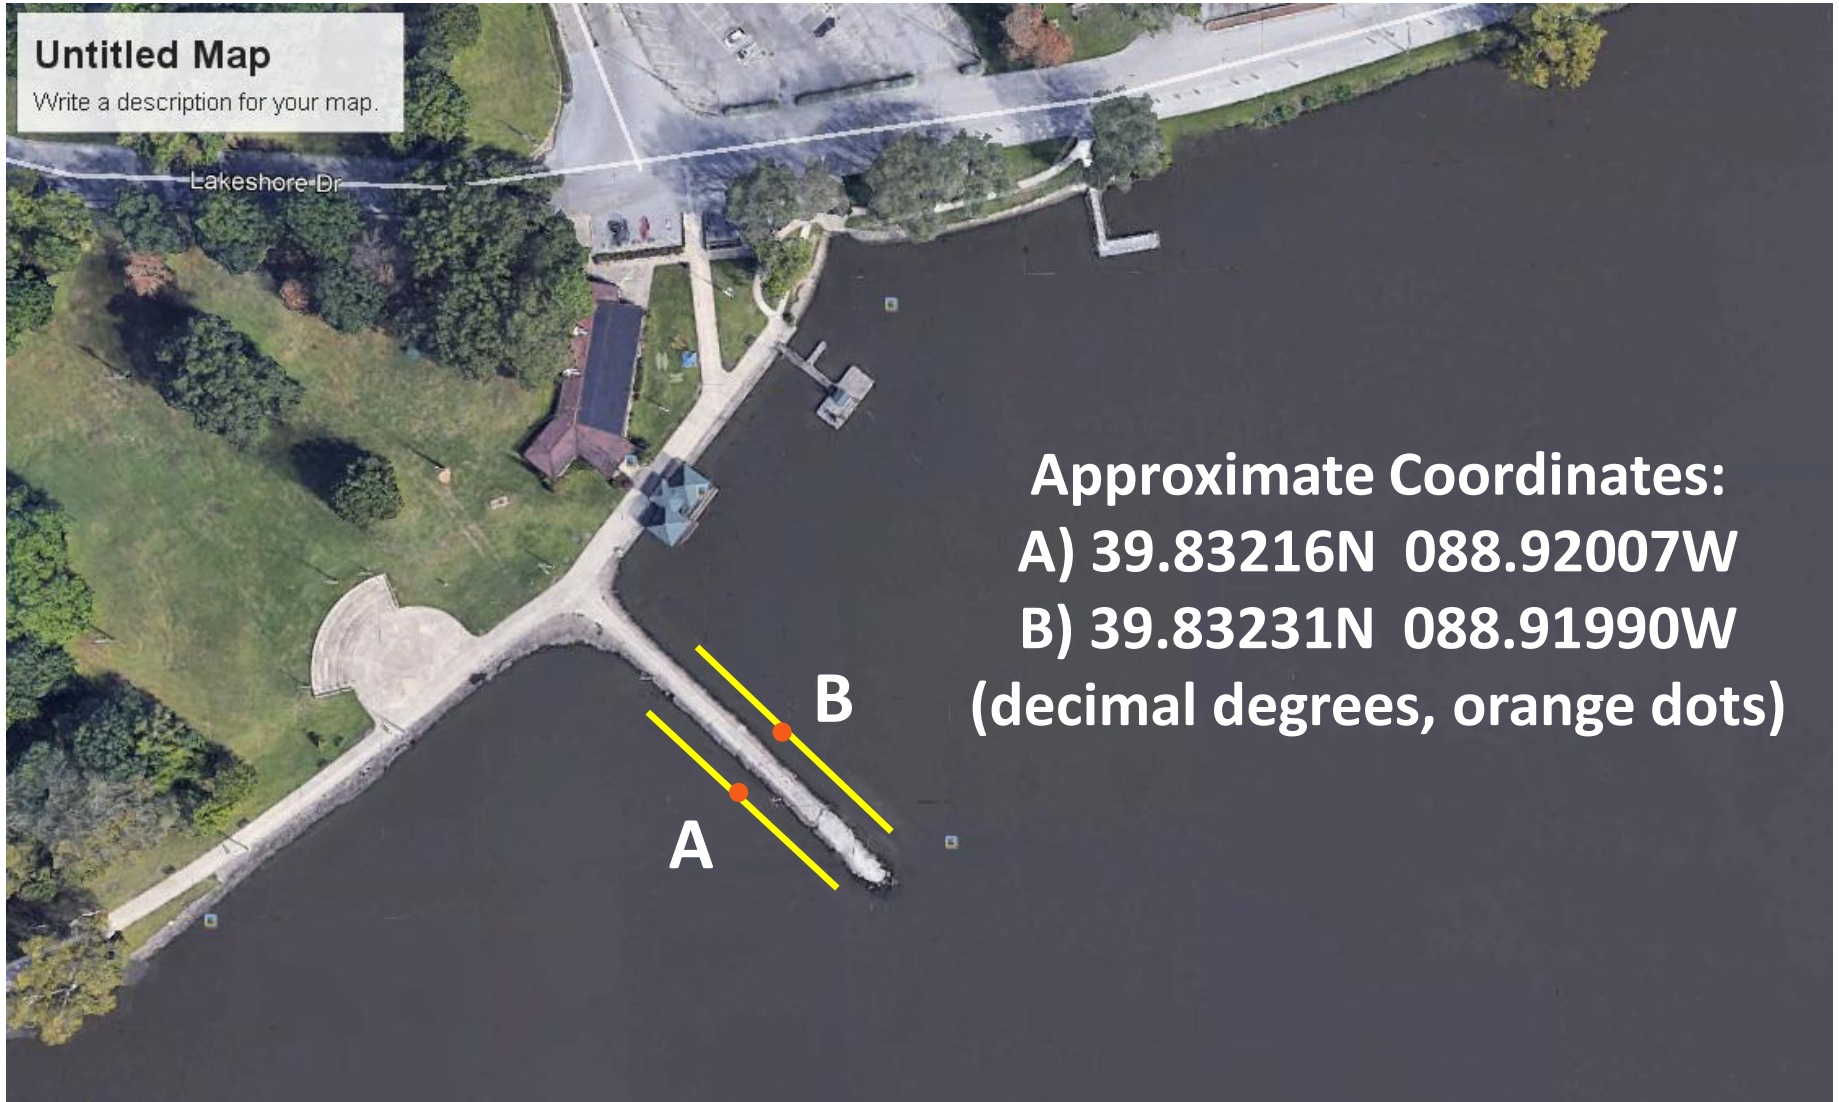 Untitled Map
Write a description for your map.
Lakeshore Dr
Approximate Coordinates:
A) 39.83216N  088.92007W
B) 39.83231N  088.91990W
(decimal degrees, orange dots)
B
A